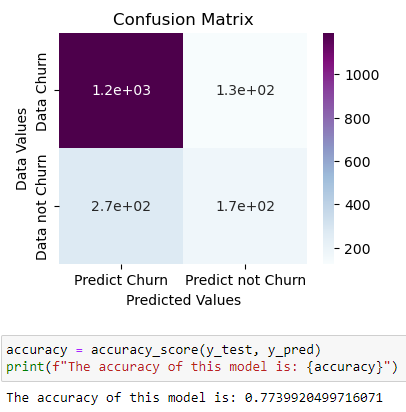 Confusion Matrix
Data Values
Data Churn
Data not Churn
1.2e+03 1.3e+02
2.7e+02 1.7e+02
1000
800
600
400
200
Predict Churn Predict not Churn
Predicted Values
accuracy = accuracy_score(y_test, y_pred)
print(f"The accuracy of this model is: {accuracy}")
The accuracy of this model is: 0.7739920499716071